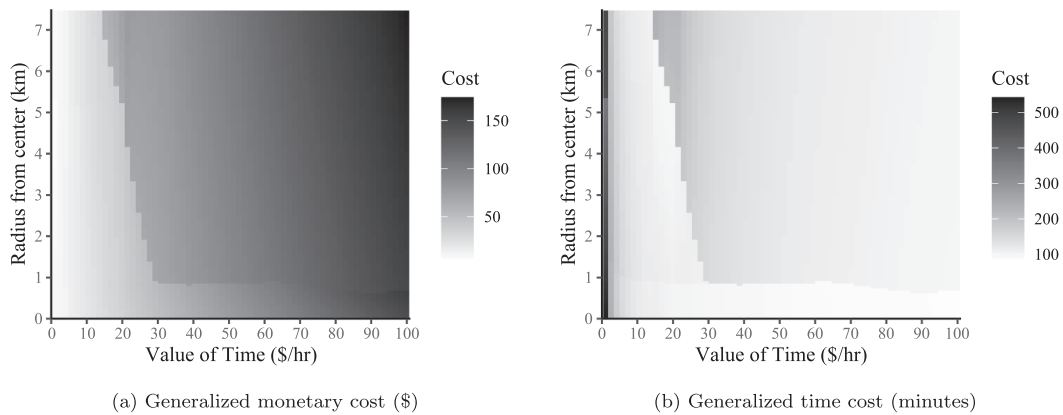 Radius from center (km)
7
6
5
4
3
2
1
0
0 10 20 30 40 50 60 70 80 90 100
Value of Time ($/hr)
Cost
150
100
50
(a) Generalized monetary cost ($)
Radius from center (km)
7
6
5
4
3
2
1
0
0 10 20 30 40 50 60 70 80 90 100
Value of Time ($/hr)
Cost
500
400
300
200
100
(b) Generalized time cost (minutes)